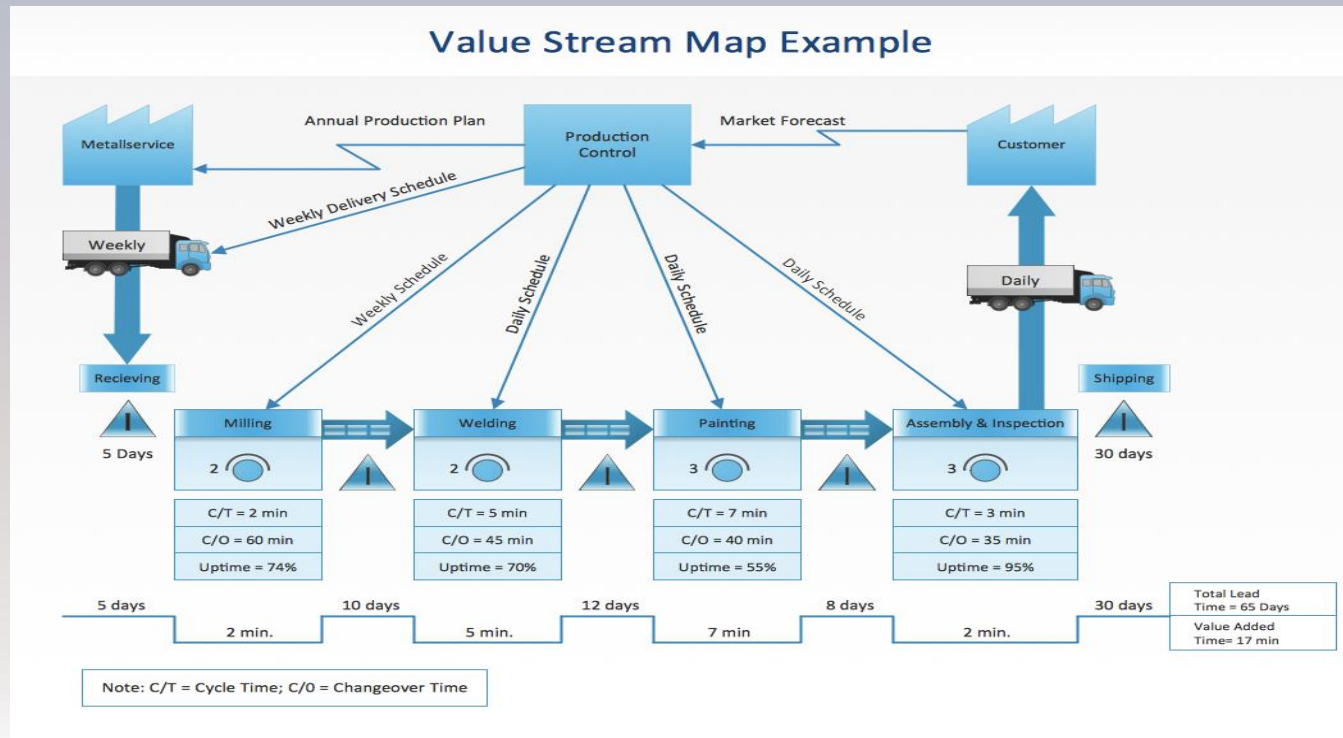 Value Stream Map Example
Metallservice
Annual Production Plan
Production
Control
Market Forecast
Customer
Weekly Delivery Schedule
Weekly
Weekly Schedule
Daily Schedule
Daily Schedule
Daily Schedule
Daily
Recieving
5 Days
Shipping
30 days
Milling
2
C/T = 2 min
C/O = 60 min
Uptime = 74%
Welding
2
C/T = 5 min
C/O = 45 min
Uptime = 70%
Painting
3
C/T = 7 min
C/O = 40 min
Uptime = 55%
Assembly & Inspection
3
C/T = 3 min
C/O = 35 min
Uptime = 95%
I
I
I
I
I
5 days
2 min.
10 days
5 min.
12 days
7 min
8 days
2 min.
30 days
Total Lead
Time = 65 Days
Value Added
Time= 17 min
Note: C/T = Cycle Time; C/0 = Changeover Time